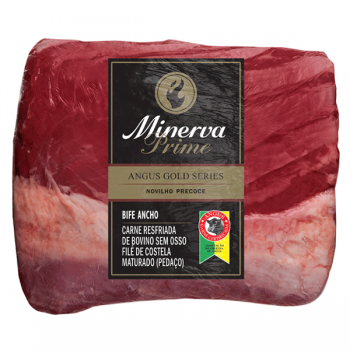 Minerva
Prime
ANGUS GOLD SERIES
NOVILHO PRECOCE
BIFE ANCHO
CARNE RESFRIADA
DE BOVINO SEM OSSO
FILÉ DE COSTELA
MATURADO (PEDAÇO)
ANGUS